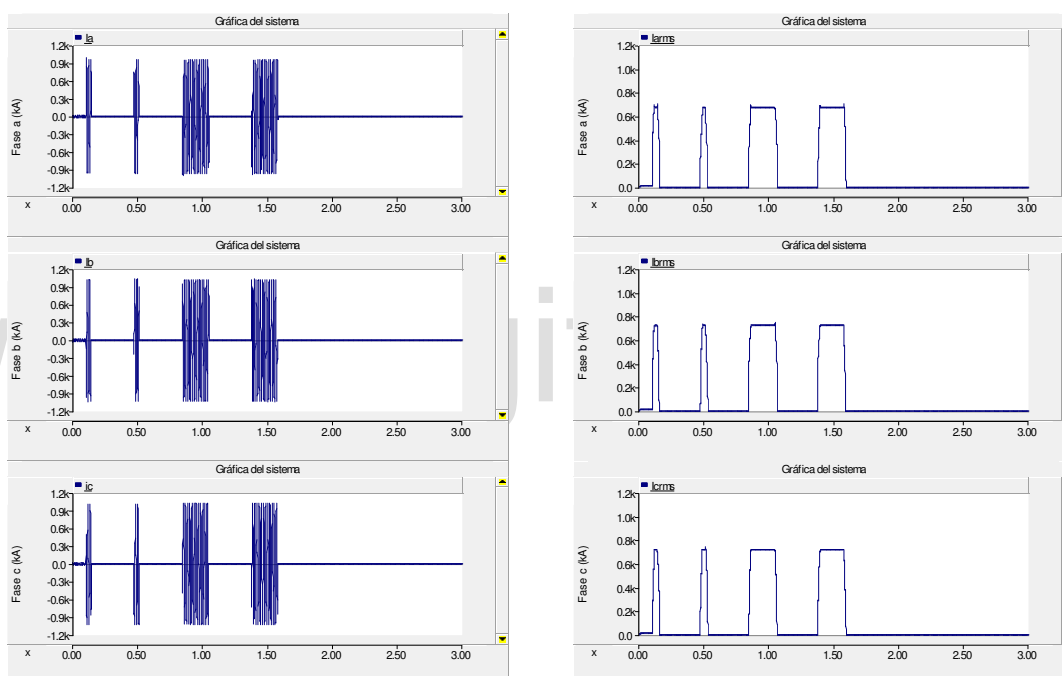 Gráfica del sistema
Ia
Fase a (kA)
1.2k
0.9k
0.6k
0.3k
0.0
-0.3k
-0.6k
-0.9k
-1.2k
x 0.00 0.50 1.00 1.50 2.00 2.50 3.00
Gráfica del sistema
Iarms
Fase a (kA)
1.2k
1.0k
0.8k
0.6k
0.4k
0.2k
0.0
x 0.00 0.50 1.00 1.50 2.00 2.50 3.00
Gráfica del sistema
Ib
Fase b (kA)
1.2k
0.9k
0.6k
0.3k
0.0
-0.3k
-0.6k
-0.9k
-1.2k
x 0.00 0.50 1.00 1.50 2.00 2.50 3.00
Gráfica del sistema
Ibrms
Fase b (kA)
1.2k
1.0k
0.8k
0.6k
0.4k
0.2k
0.0
x 0.00 0.50 1.00 1.50 2.00 2.50 3.00
Gráfica del sistema
ic
Fase c (kA)
1.2k
0.9k
0.6k
0.3k
0.0
-0.3k
-0.6k
-0.9k
-1.2k
x 0.00 0.50 1.00 1.50 2.00 2.50 3.00
Gráfica del sistema
Icrms
Fase c (kA)
1.2k
1.0k
0.8k
0.6k
0.4k
0.2k
0.0
x 0.00 0.50 1.00 1.50 2.00 2.50 3.00